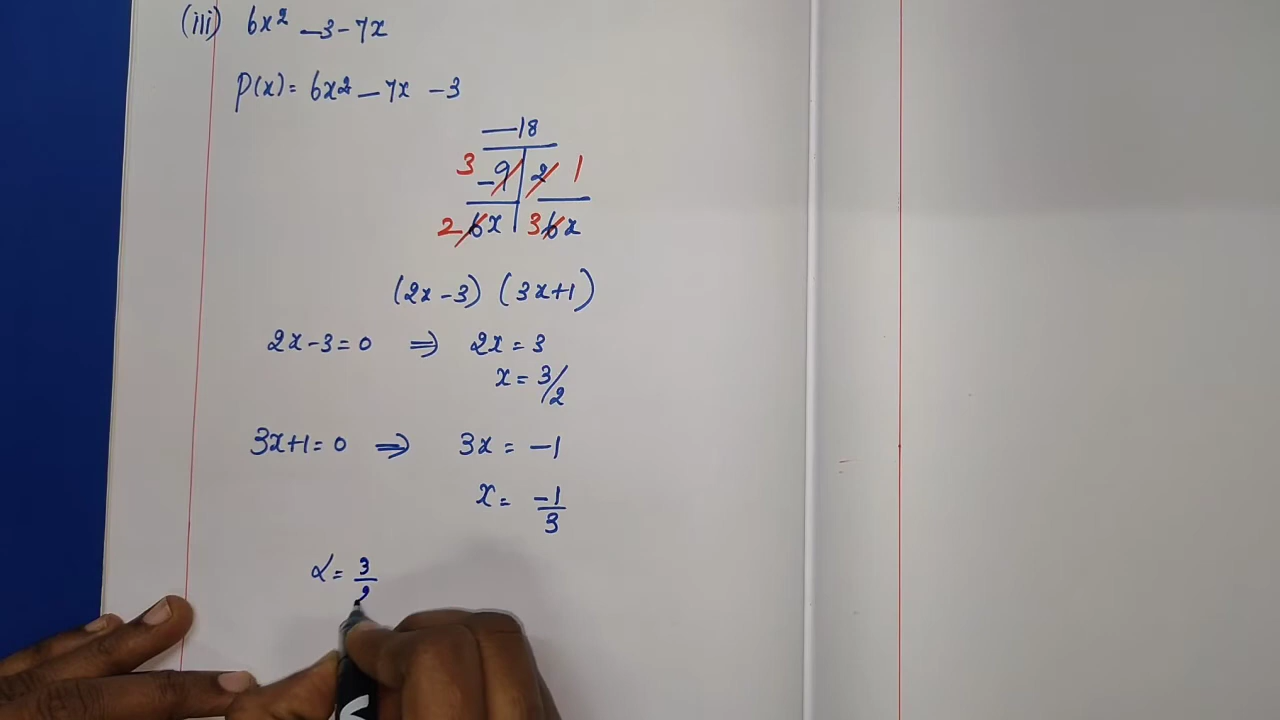 (iii) 6x² -3-7x
P(x)= 6x² - 7x - 3
-18
3 -9 2 1
2 6x 3 6x
(2x-3) (3x+1)
2x-3=0 ⇒ 2x = 3
x = 3/2
3x+1=0 ⇒ 3x = -1
x = -1/3
α = 3/2